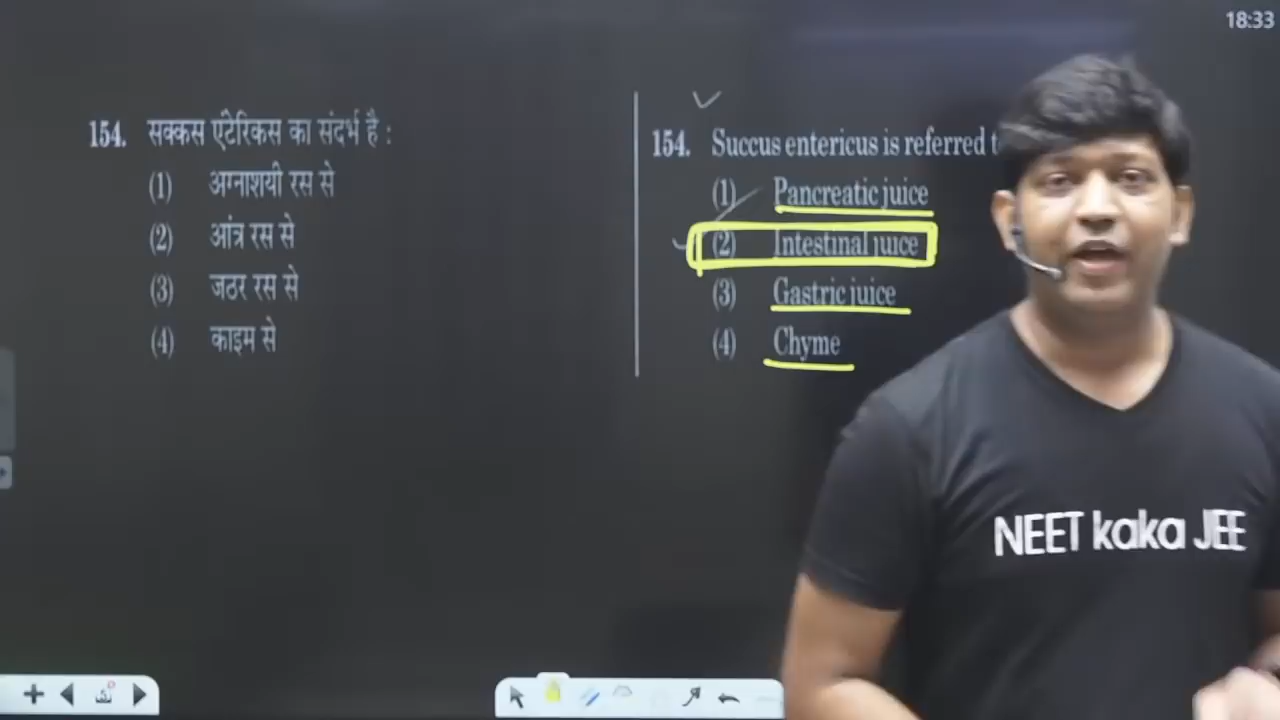 18:33
154. सक्कस एंटेरिकस का संदर्भ है :
(1) अग्नाशयी रस से
(2) आंत्र रस से
(3) जठर रस से
(4) काइम से
154. Succus entericus is referred
(1) Pancreatic juice
(2) Intestinal juice
(3) Gastric juice
(4) Chyme
NEET kaka JEE